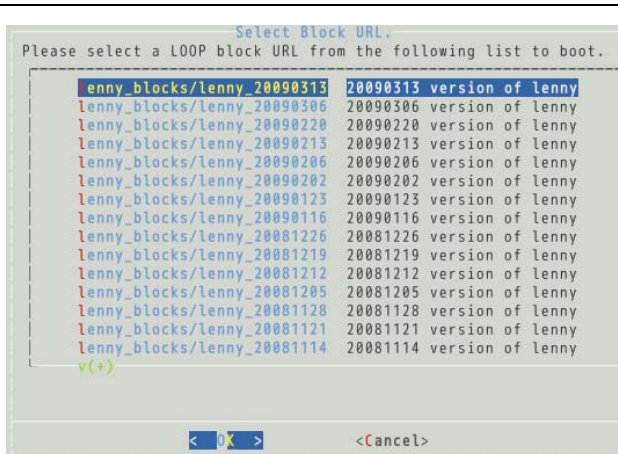 Select Block URL.
Please select a LOOP block URL from the following list to boot.
lenny_blocks/lenny_20090313 20090313 version of lenny
lenny_blocks/lenny_20090306 20090306 version of lenny
lenny_blocks/lenny_20090220 20090220 version of lenny
lenny_blocks/lenny_20090213 20090213 version of lenny
lenny_blocks/lenny_20090206 20090206 version of lenny
lenny_blocks/lenny_20090202 20090202 version of lenny
lenny_blocks/lenny_20090123 20090123 version of lenny
lenny_blocks/lenny_20090116 20090116 version of lenny
lenny_blocks/lenny_20081226 20081226 version of lenny
lenny_blocks/lenny_20081219 20081219 version of lenny
lenny_blocks/lenny_20081212 20081212 version of lenny
lenny_blocks/lenny_20081205 20081205 version of lenny
lenny_blocks/lenny_20081128 20081128 version of lenny
lenny_blocks/lenny_20081121 20081121 version of lenny
lenny_blocks/lenny_20081114 20081114 version of lenny
v(+)
< OK > <Cancel>